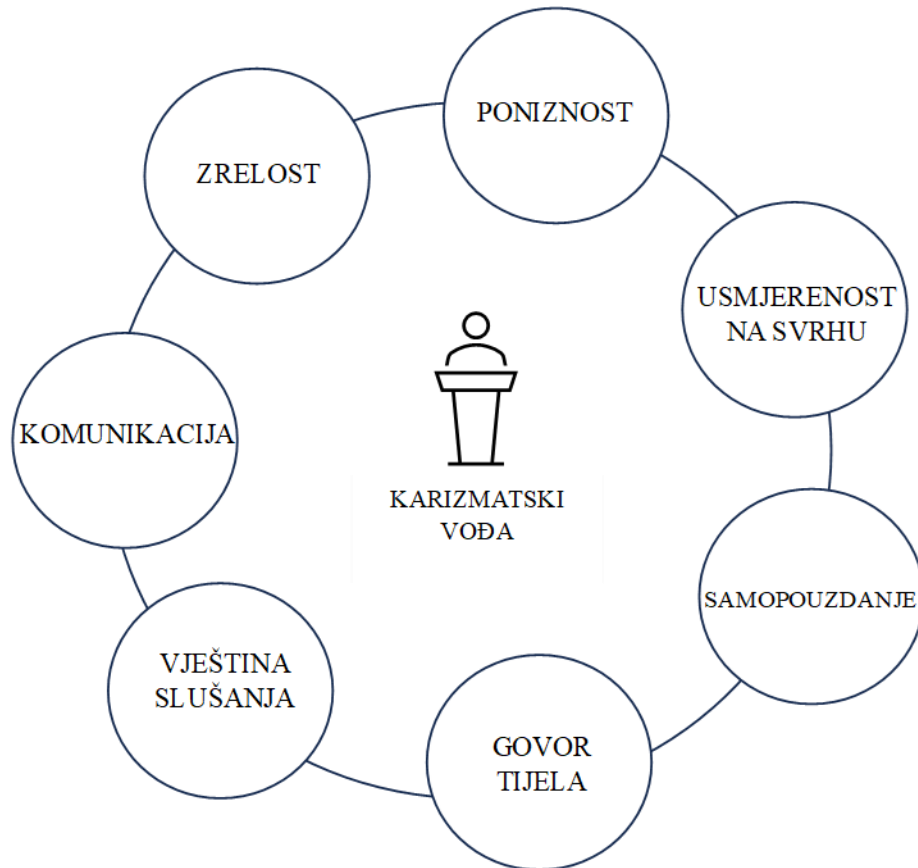 PONIZNOST
ZRELOST
USMJERENOST
NA SVRHU
KOMUNIKACIJA
KARIZMATSKI
VOĐA
SAMOPOUZDANJE
VJEŠTINA
SLUŠANJA
GOVOR
TIJELA